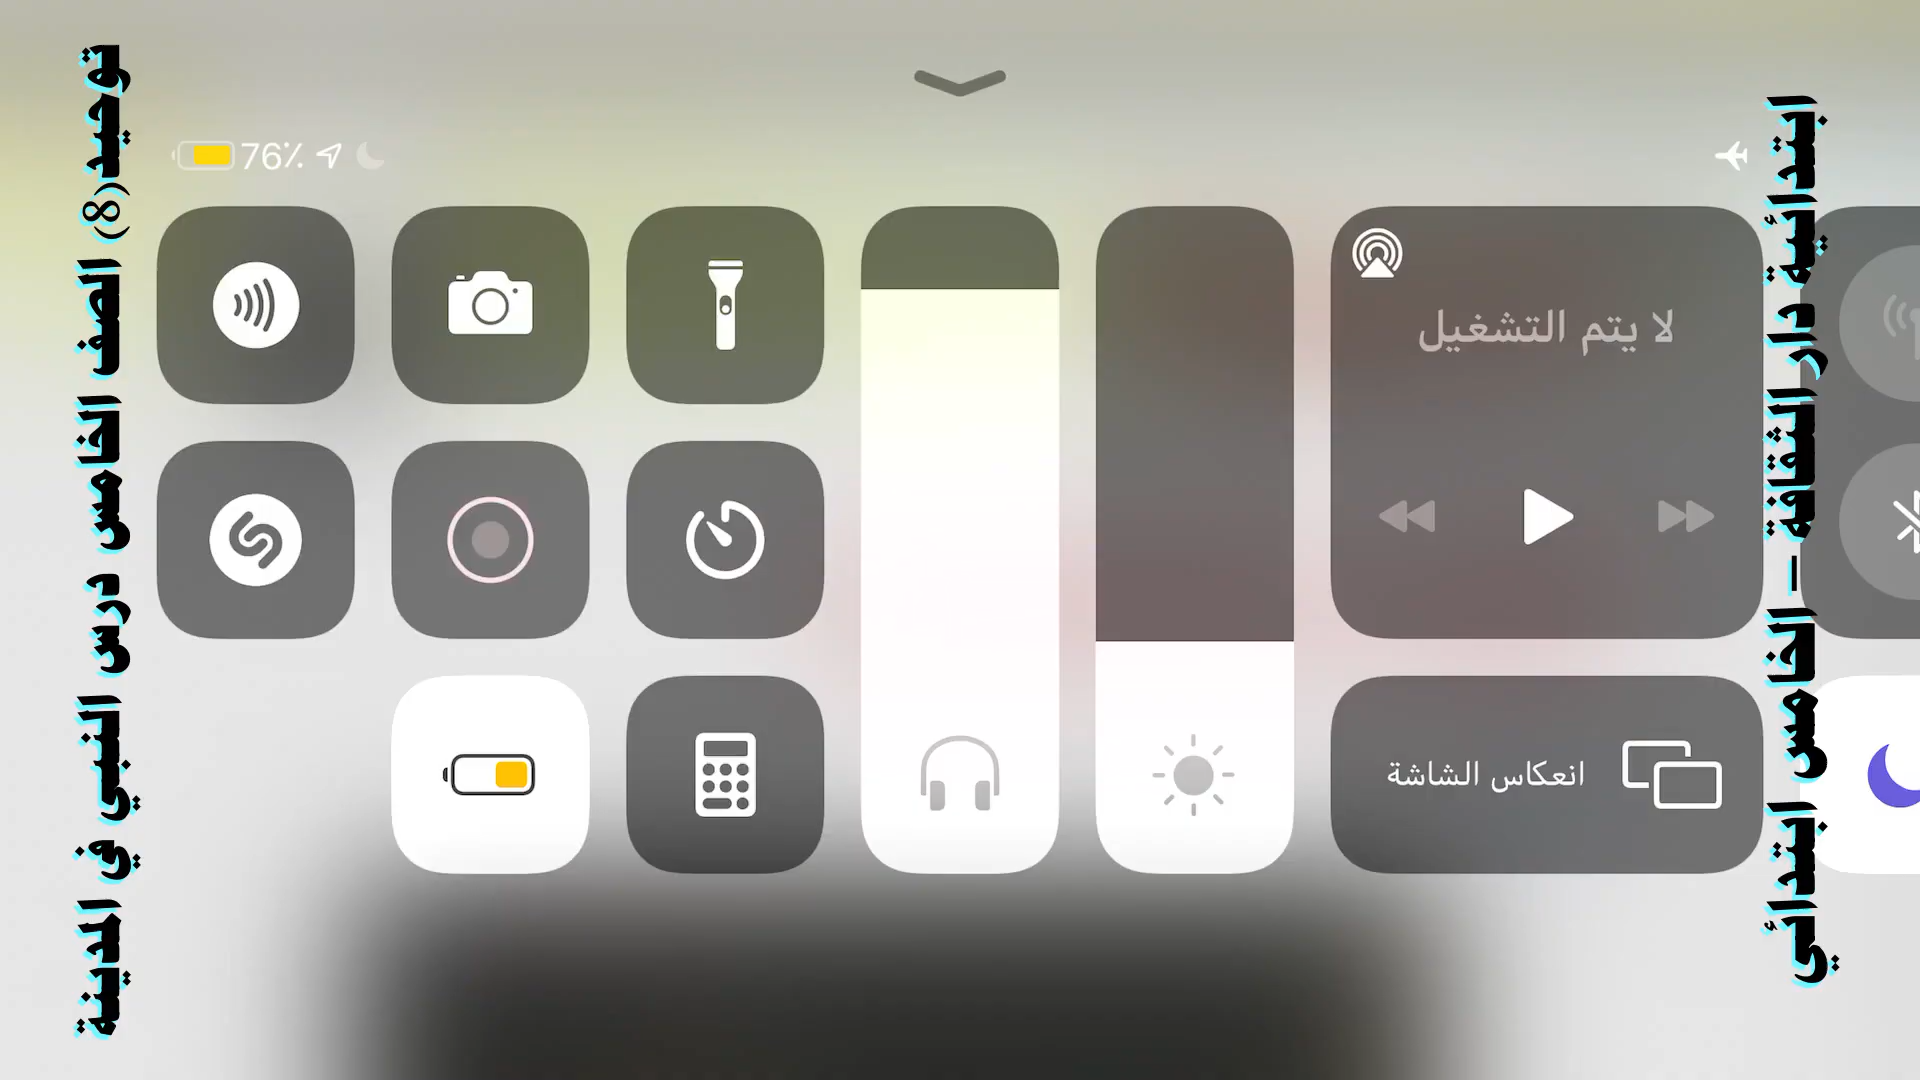 76٪
لا يتم التشغيل
انعكاس الشاشة
ابتدائية دار الثقافة – الخامس ابتدائي
توحيد(8) الصف الخامس درس النبي في المدينة